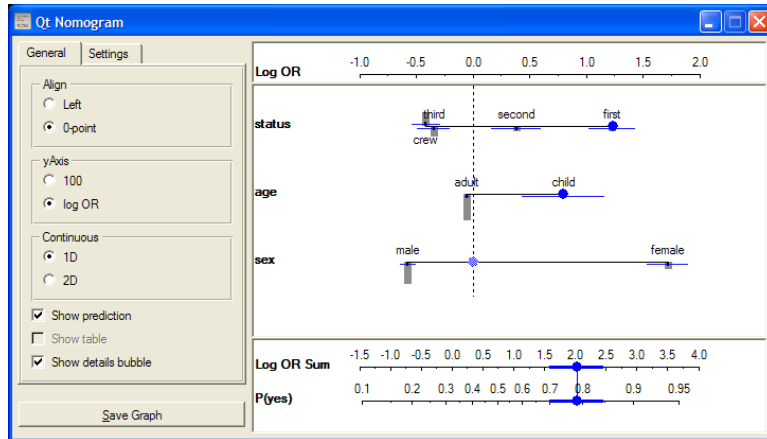 Qt Nomogram
General Settings
Align
Left
0-point
yAxis
100
log OR
Continuous
1D
2D
Show prediction
Show table
Show details bubble
Save Graph
Log OR
-1.0 -0.5 0.0 0.5 1.0 1.5 2.0
status
third second first
crew
age
adult child
sex
male female
Log OR Sum
-1.5 -1.0 -0.5 0.0 0.5 1.0 1.5 2.0 2.5 3.0 3.5 4.0
P(yes)
0.1 0.2 0.3 0.4 0.5 0.6 0.7 0.8 0.9 0.95